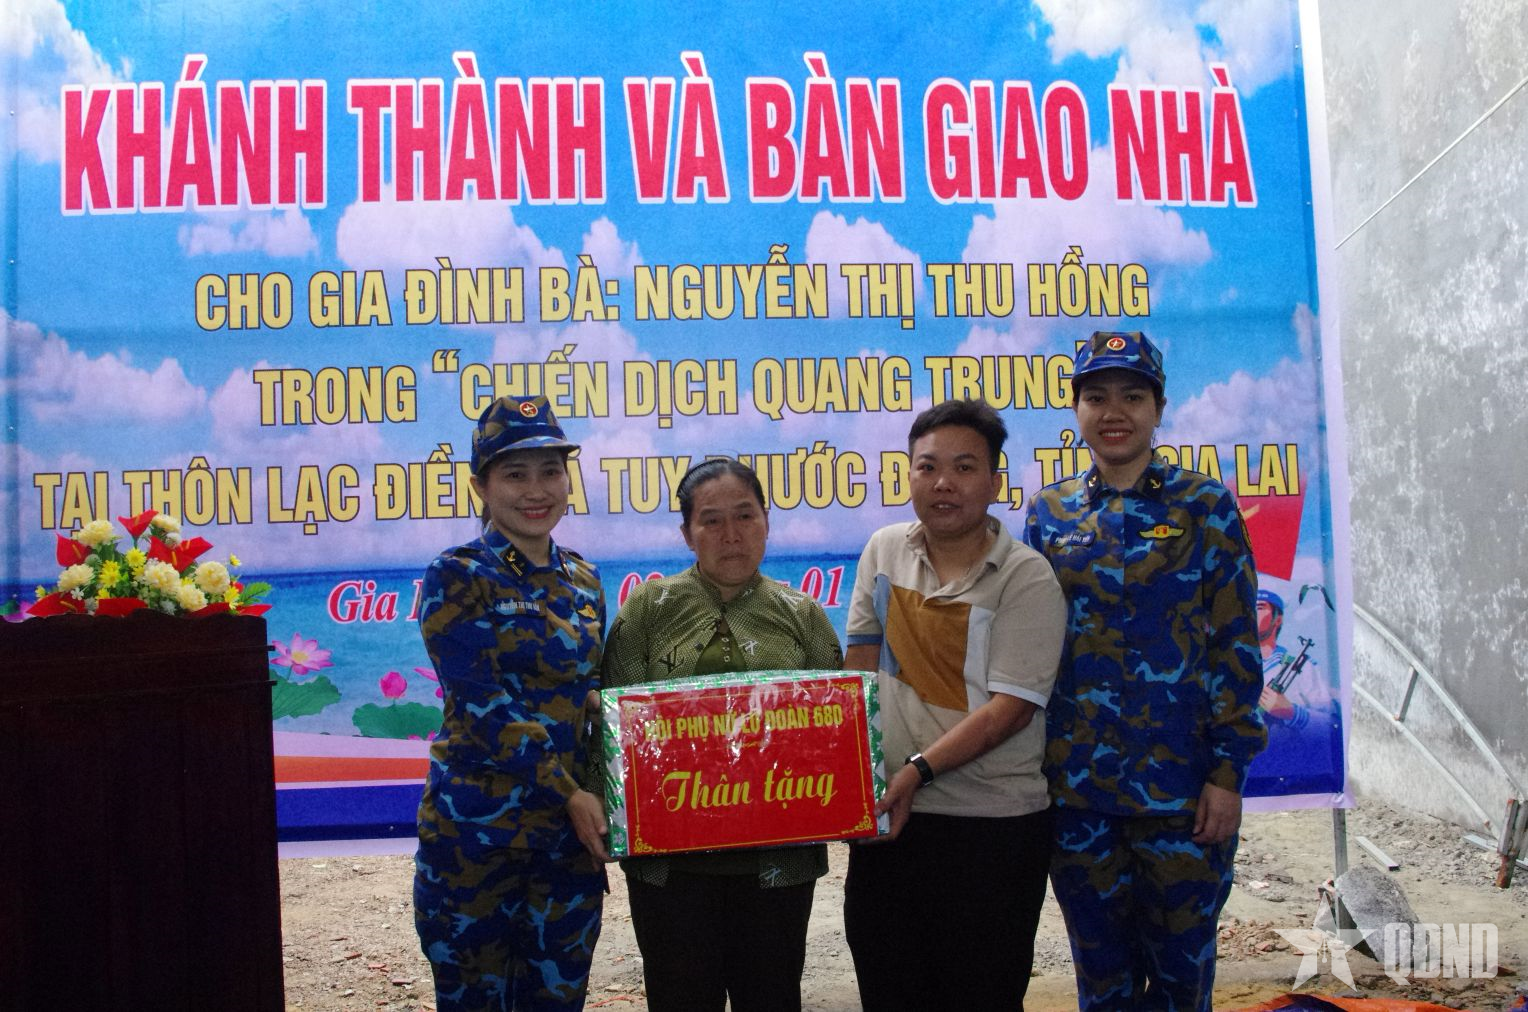 KHÁNH THÀNH VÀ BÀN GIAO NHÀ
CHO GIA ĐÌNH BÀ: NGUYỄN THỊ THU HỒNG
TRONG “CHIẾN DỊCH QUANG TRUNG"
TẠI THÔN LẠC ĐIỀN TUY PHƯỚC GIA LAI
Gia 01
HỘI PHỤ NỮ LỮ ĐOÀN 680
Thân tặng
QĐND